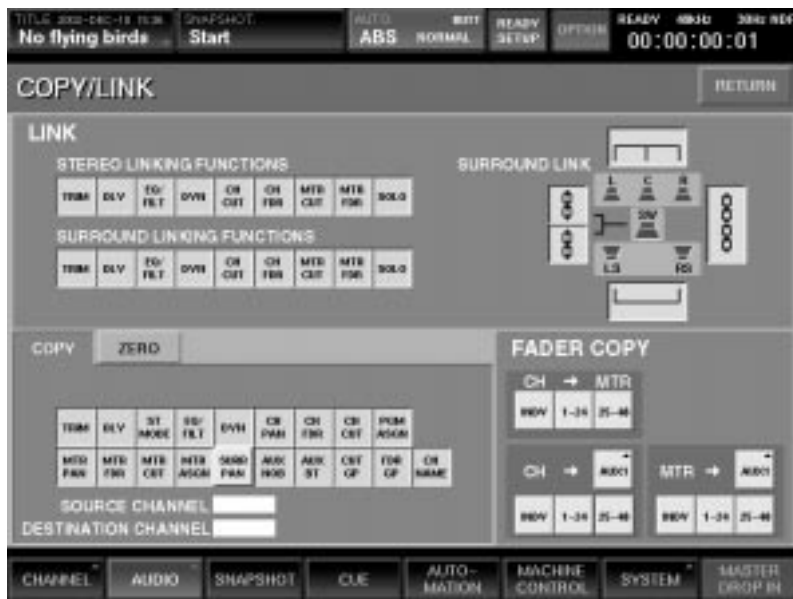 TITLE
SNAPSHOT
AUTO
No flying birds
Start
ABS
NORMAL
READY
SETUP
OPTION
READY
00:00:00:01
COPY/LINK
RETURN
LINK
STEREO LINKING FUNCTIONS
TRIM DLY EQ/FILT DYN CH CUT CH FDR MTR CUT MTR FDR SOLO
SURROUND LINKING FUNCTIONS
TRIM DLY EQ/FILT DYN CH CUT CH FDR MTR CUT MTR FDR SOLO
SURROUND LINK
L C R
SW
LS RS
COPY ZERO
TRIM DLY ST MODE EQ/FILT DYN CH PAN CH FDR CH CUT PGM ASGN
MTR PAN MTR FDR MTR CUT MTR ASGN SURR PAN AUX ST CUT GP FDR GP CH NAME
SOURCE CHANNEL
DESTINATION CHANNEL
FADER COPY
CH → MTR
INDV 1-24 25-48
CH → AUX1
INDV 1-24 25-48
MTR → AUX1
INDV 1-24 25-48
CHANNEL
AUDIO
SNAPSHOT
CUE
AUTO-
MATION
MACHINE
CONTROL
SYSTEM
MASTER
DROP IN